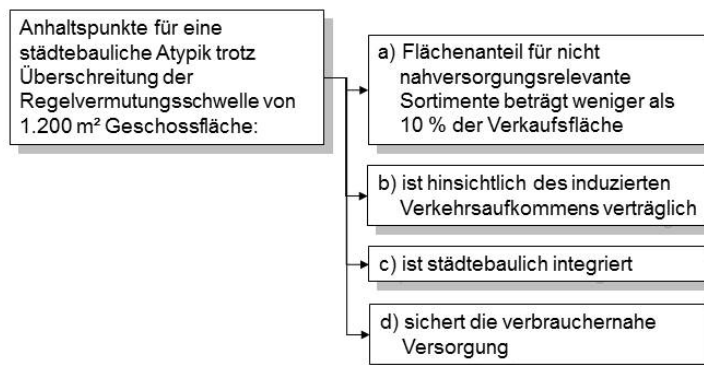 Anhaltspunkte für eine
städtebauliche Atypik trotz
Überschreitung der
Regelvermutungsschwelle von
1.200 m² Geschossfläche:
a) Flächenanteil für nicht
nahversorgungsrelevante
Sortimente beträgt weniger als
10 % der Verkaufsfläche
b) ist hinsichtlich des induzierten
Verkehrsaufkommens verträglich
c) ist städtebaulich integriert
d) sichert die verbrauchernahe
Versorgung